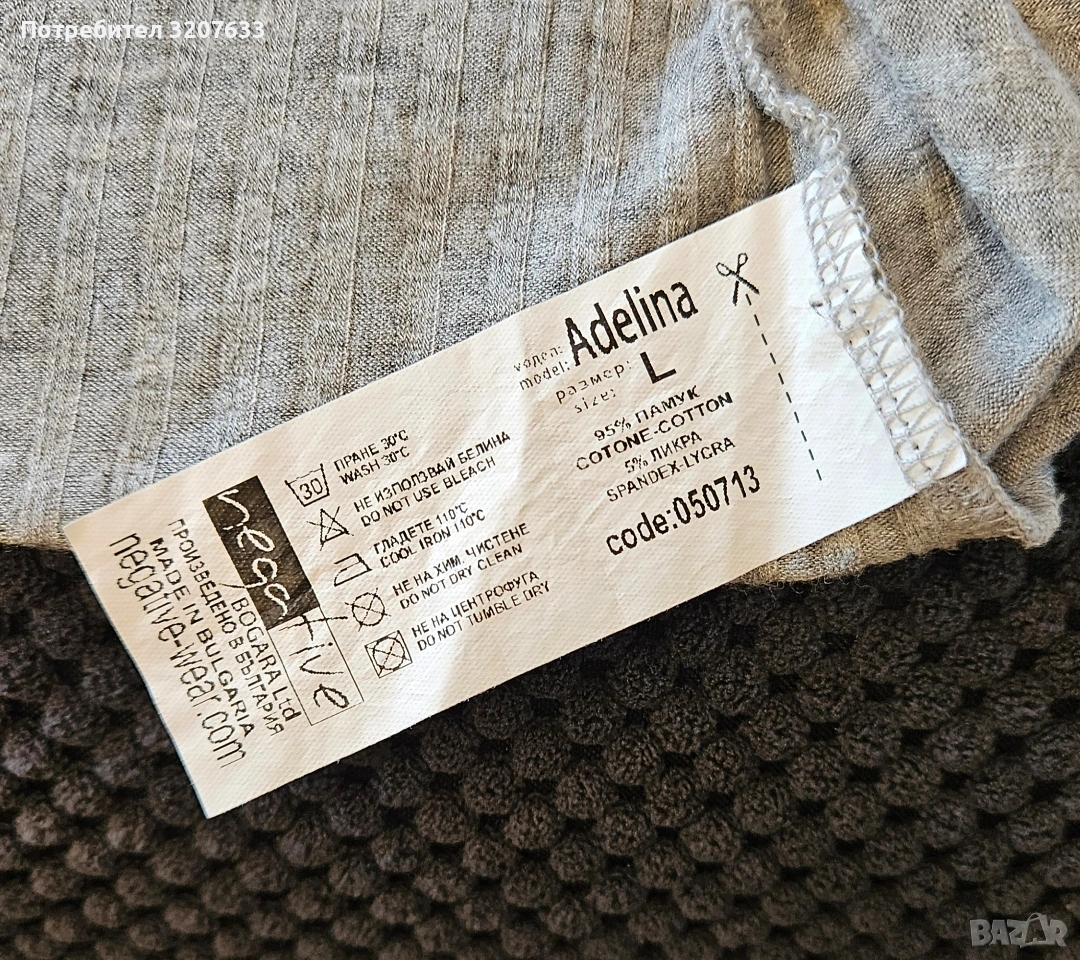 Потребител 3207633
модел:
model: Adelina
размер:
size: L
95% ПАМУК
COTONE-COTTON
5% ЛИКРА
SPANDEX-LYCRA
code:050713
30
ПРАНЕ 30°C
WASH 30°C
НЕ ИЗПОЛЗВАЙ БЕЛИНА
DO NOT USE BLEACH
ГЛАДЕТЕ 110°C
COOL IRON 110°C
НЕ НА ХИМ. ЧИСТЕНЕ
DO NOT DRY CLEAN
НЕ НА ЦЕНТРОФУГА
DO NOT TUMBLE DRY
negative
BOGARA Ltd
ПРОИЗВЕДЕНО В БЪЛГАРИЯ
MADE IN BULGARIA
negative-wear.com
BAZAR